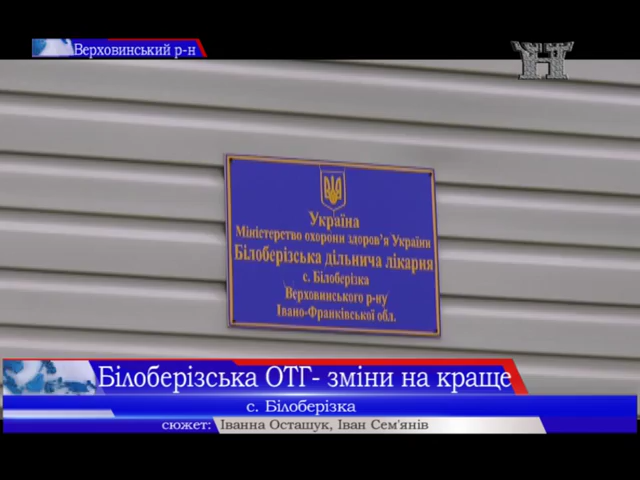 Верховинський р-н
Н
Україна
Міністерство охорони здоров'я України
Білоберізська дільнича лікарня
с. Білоберізка
Верховинського р-ну
Івано-Франківської обл.
Білоберізська ОТГ- зміни на краще
с. Білоберізка
сюжет: Іванна Осташук, Іван Сем'янів